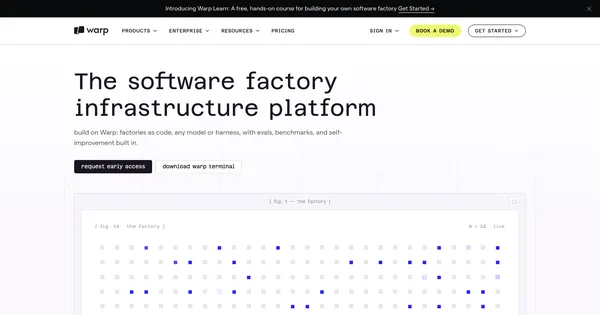 Introducing Warp Learn: A free, hands-on course for building your own software factory Get Started →
warp
PRODUCTS
ENTERPRISE
RESOURCES
PRICING
SIGN IN
BOOK A DEMO
GET STARTED
The software factory
infrastructure platform
build on Warp: factories as code, any model or harness, with evals, benchmarks, and self-
improvement built in.
request early access
download warp terminal
[ fig. 1 — the factory ]
the factory ]
live